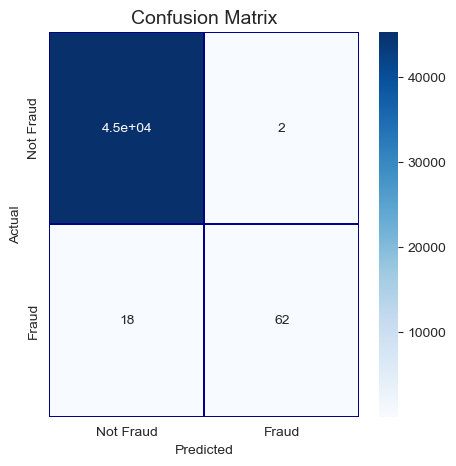 Confusion Matrix
Not Fraud
4.5e+04
2
Actual
Fraud
18
62
Not Fraud
Fraud
Predicted
40000
30000
20000
10000